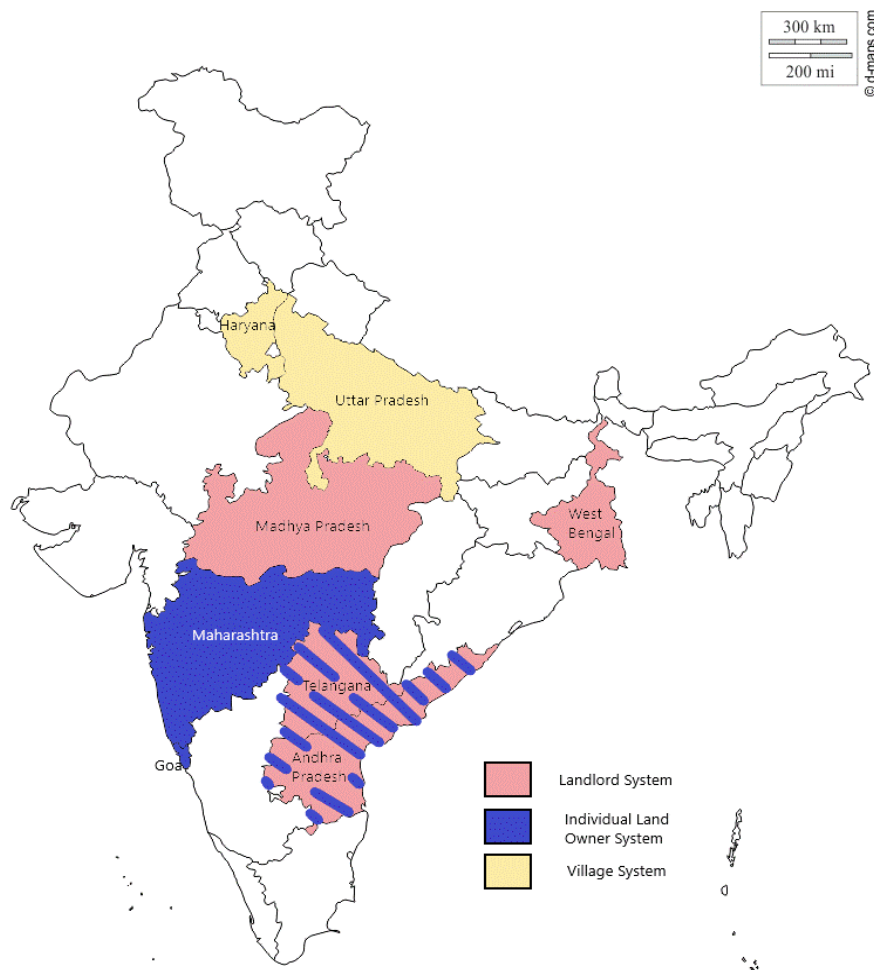 300 km
200 mi
© d-maps.com
Haryana
Uttar Pradesh
Madhya Pradesh
West
Bengal
Maharashtra
Telangana
Goa
Andhra
Pradesh
Landlord System
Individual Land
Owner System
Village System